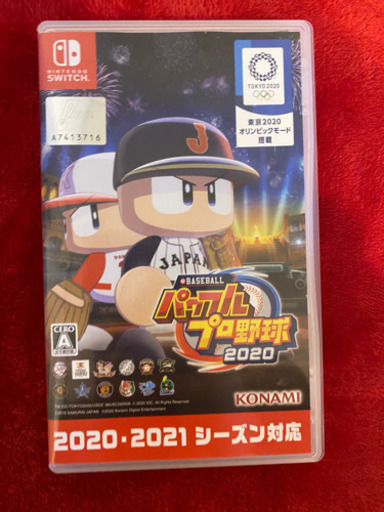 NINTENDO
SWITCH
A7413716
TOKYO 2020
東京2020
オリンピックモード
搭載
J
JAPAN
eBASEBALL
パワフル
プロ野球
2020
CERO
A
KONAMI
2020・2021 シーズン対応